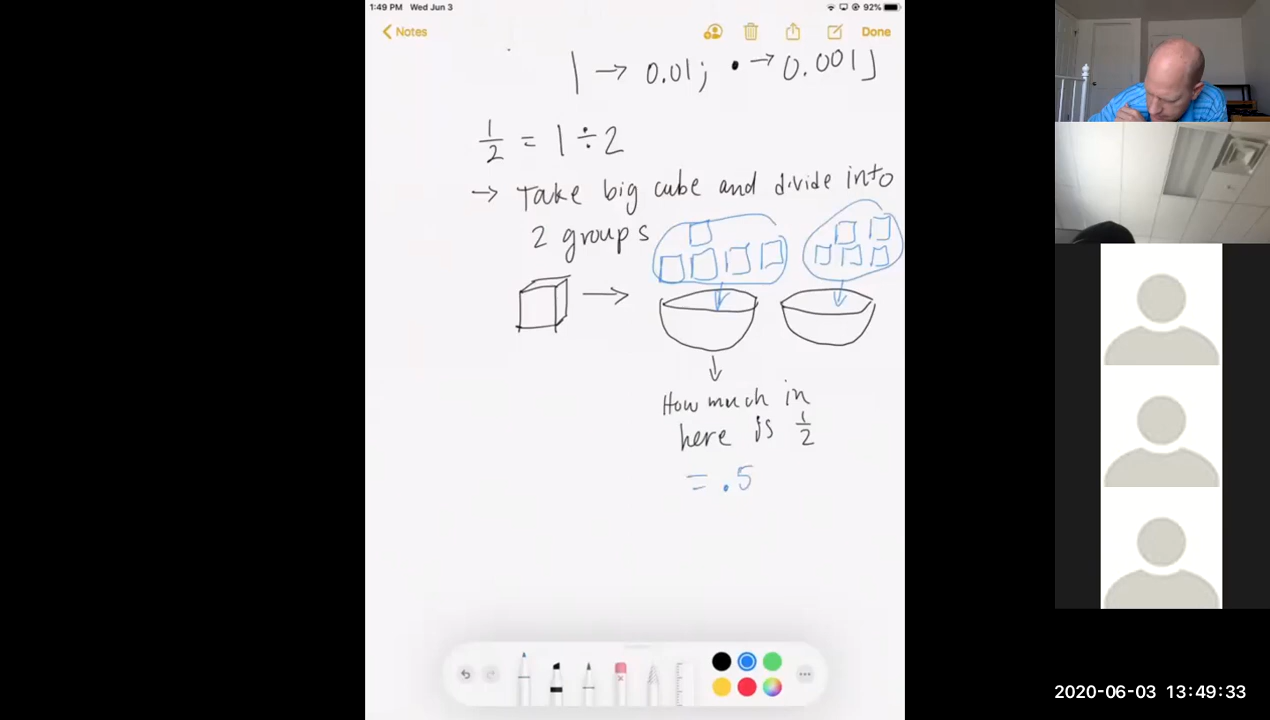 1:49 PM Wed Jun 3
92%
Notes
Done
| → 0.01; • → 0.001]
1/2 = 1 ÷ 2
→ Take big cube and divide into
2 groups
How much in
here is 1/2
= .5
2020-06-03 13:49:33